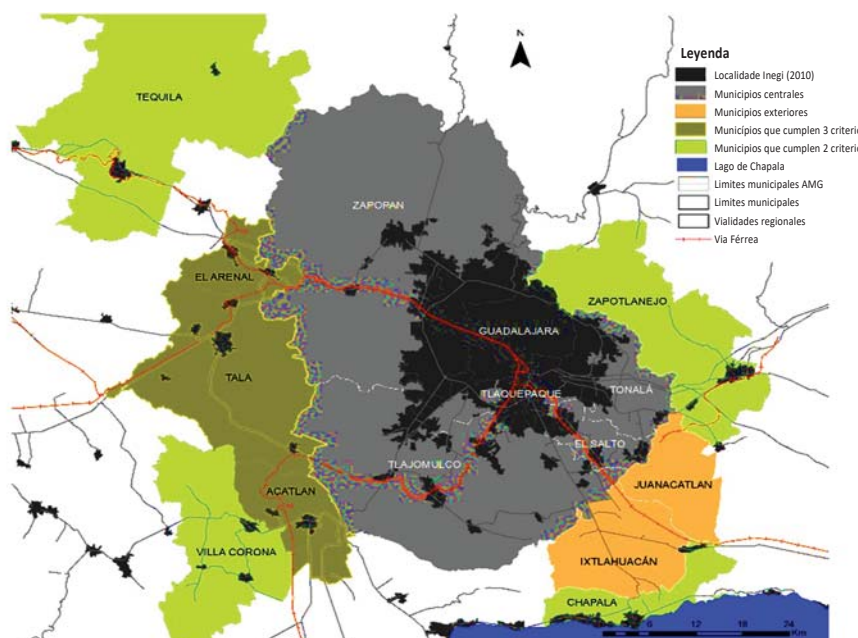 N
Leyenda
Localidade Inegi (2010)
Municipios centrales
Municipios exteriores
Municípios que cumplen 3 criterio
Municipios que cumplen 2 criterio
Lago de Chapala
Limites municipales AMG
Limites municipales
Vialidades regionales
Via Férrea
TEQUILA
ZAPOPAN
EL ARENAL
ZAPOTLANEJO
GUADALAJARA
TALA
TLAQUEPAQUE
TONALÁ
EL SALTO
TLAJOMULCO
JUANACATLAN
ACATLAN
VILLA CORONA
IXTLAHUACÁN
CHAPALA
6 12 18 24
Km